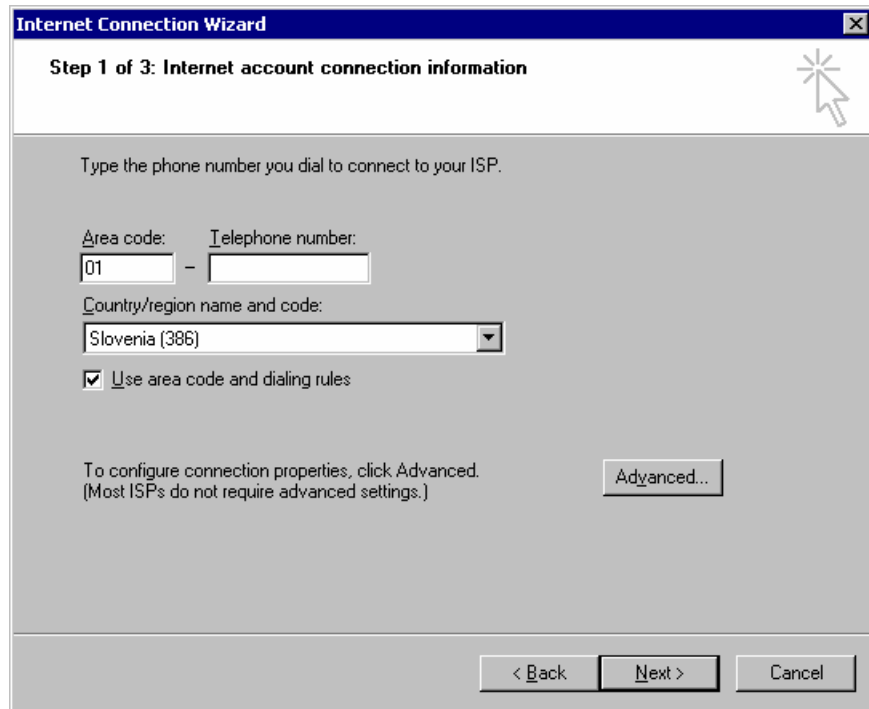 Internet Connection Wizard
Step 1 of 3: Internet account connection information
Type the phone number you dial to connect to your ISP.
Area code: Telephone number:
01 –
Country/region name and code:
Slovenia (386)
Use area code and dialing rules
To configure connection properties, click Advanced.
(Most ISPs do not require advanced settings.)
Advanced...
< Back Next > Cancel